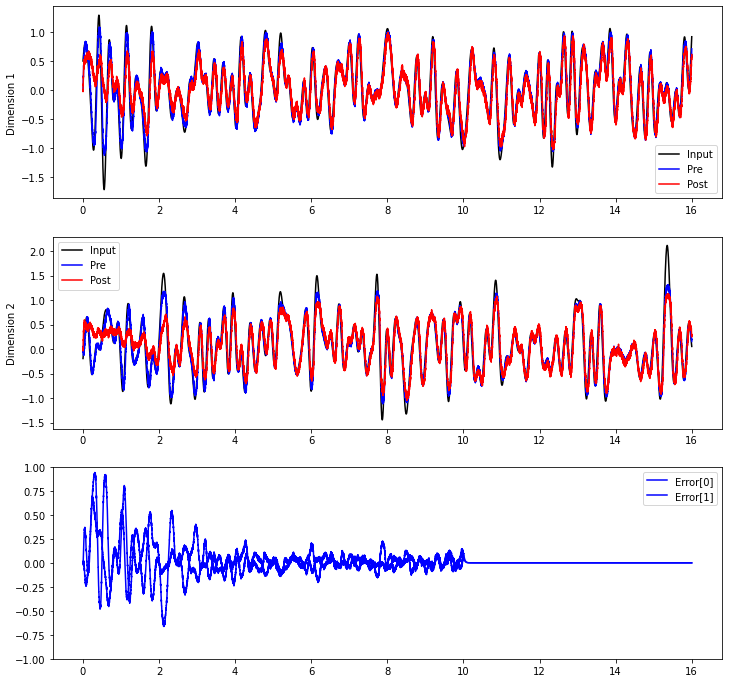 Dimension 1
1.0
0.5
0.0
−0.5
−1.0
−1.5
Input
Pre
Post
0 2 4 6 8 10 12 14 16
Dimension 2
2.0
1.5
1.0
0.5
0.0
−0.5
−1.0
−1.5
Input
Pre
Post
0 2 4 6 8 10 12 14 16
1.00
0.75
0.50
0.25
0.00
−0.25
−0.50
−0.75
−1.00
Error[0]
Error[1]
0 2 4 6 8 10 12 14 16